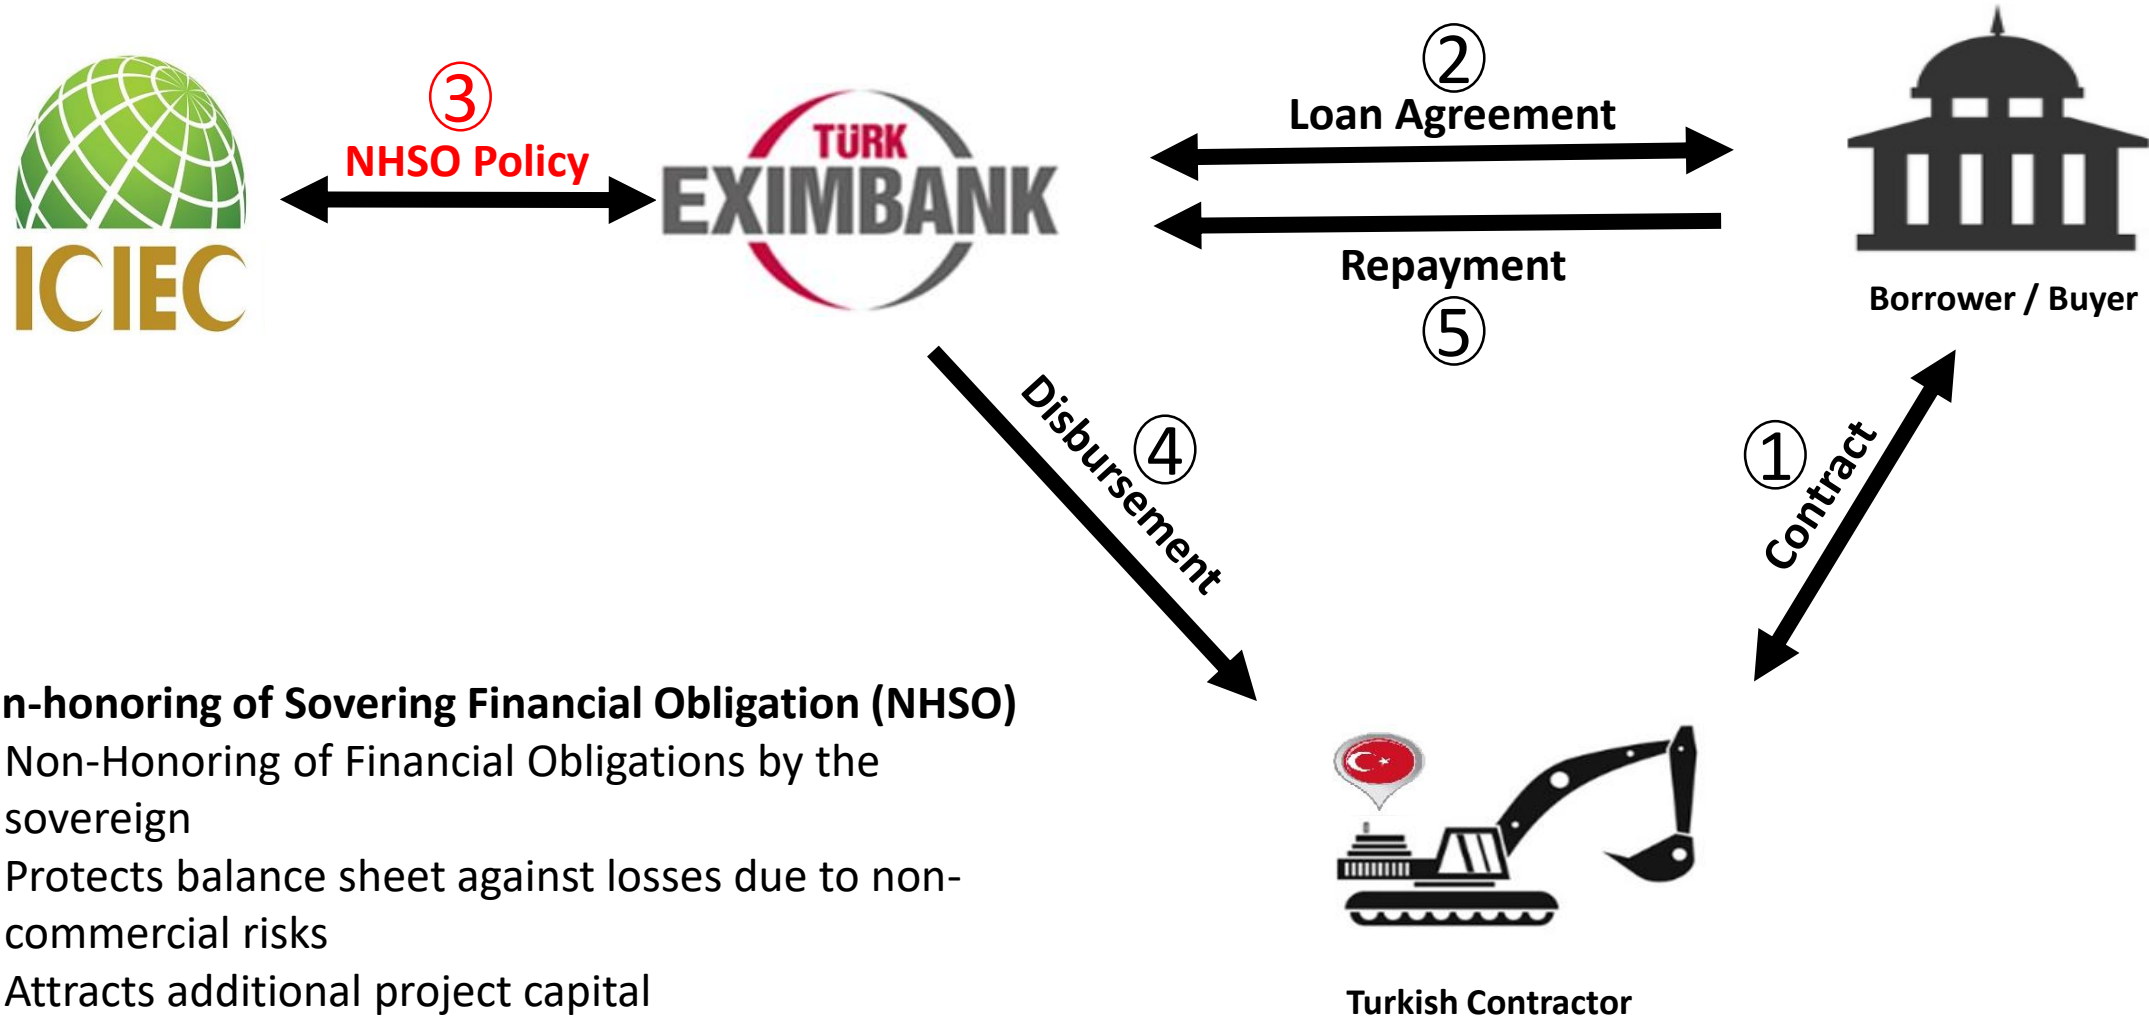 ②
Loan Agreement
③
NHSO Policy
ICIEC
TÜRK
EXIMBANK
Repayment
⑤
Borrower / Buyer
Disbursement
④
①
Contract
n-honoring of Sovering Financial Obligation (NHSO)
Non-Honoring of Financial Obligations by the
sovereign
Protects balance sheet against losses due to non-
commercial risks
Attracts additional project capital
Turkish Contractor